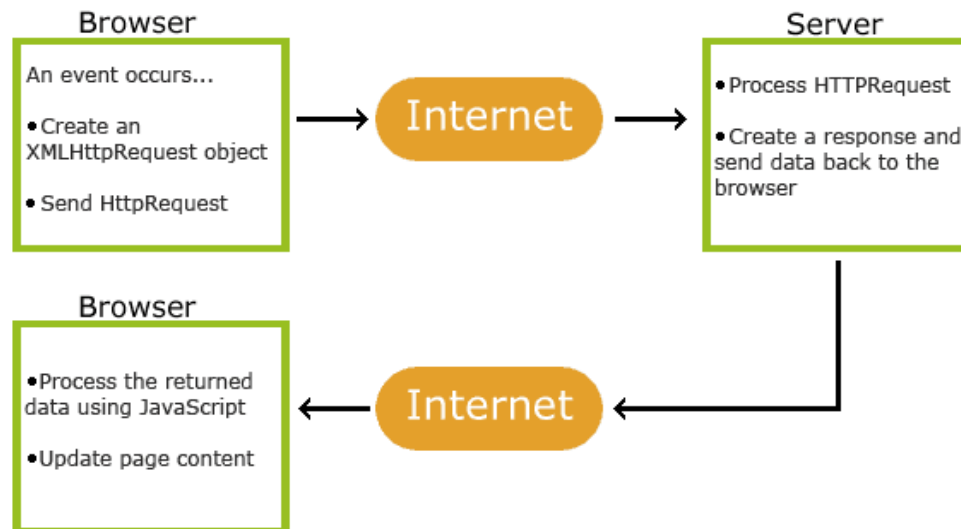 Browser
An event occurs...
•Create an
XMLHttpRequest object
• Send HttpRequest
Internet
Server
•Process HTTPRequest
•Create a response and
send data back to the
browser
Browser
•Process the returned
data using JavaScript
•Update page content
Internet